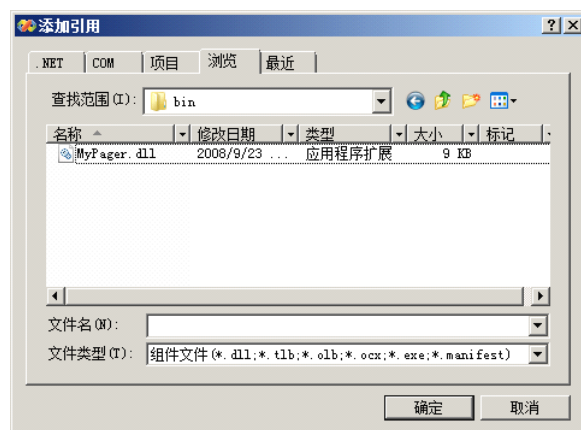 添加引用
.NET COM 项目 浏览 最近
查找范围(I): bin
名称 修改日期 类型 大小 标记
MyPager.dll 2008/9/23 ... 应用程序扩展 9 KB
文件名(N):
文件类型(T): 组件文件(*.dll;*.tlb;*.olb;*.ocx;*.exe;*.manifest)
确定 取消